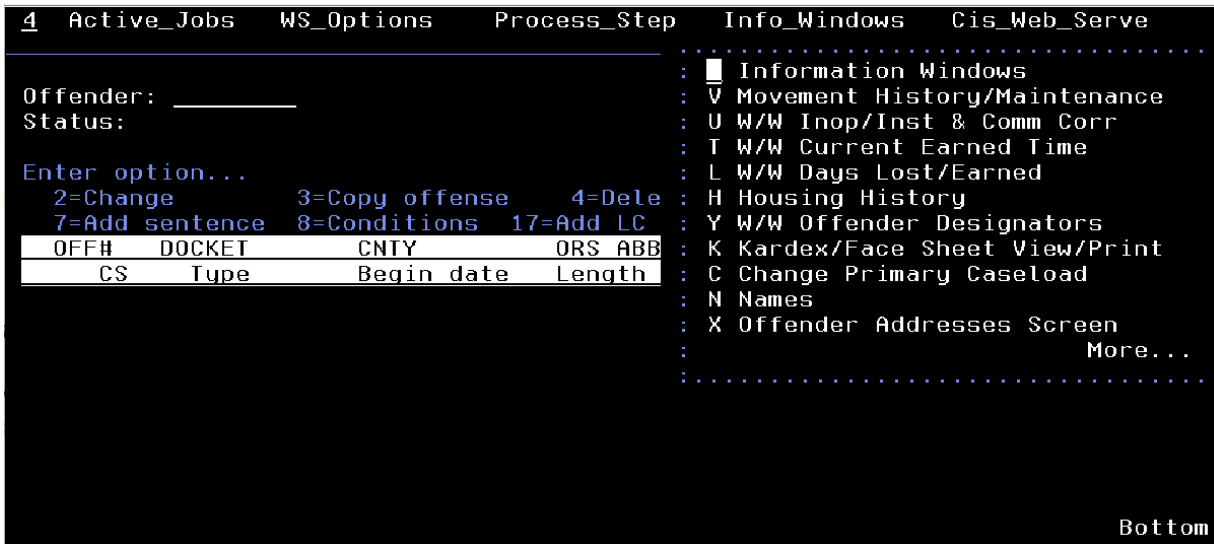 4 Active_Jobs WS_Options Process_Step Info_Windows Cis_Web_Serve
Offender:
Status:
Enter option...
2=Change 3=Copy offense 4=Dele
7=Add sentence 8=Conditions 17=Add LC
OFF# DOCKET CNTY ORS ABB
CS Type Begin date Length
Information Windows
V Movement History/Maintenance
U W/W Inop/Inst & Comm Corr
T W/W Current Earned Time
L W/W Days Lost/Earned
H Housing History
Y W/W Offender Designators
K Kardex/Face Sheet View/Print
C Change Primary Caseload
N Names
X Offender Addresses Screen
More...
Bottom